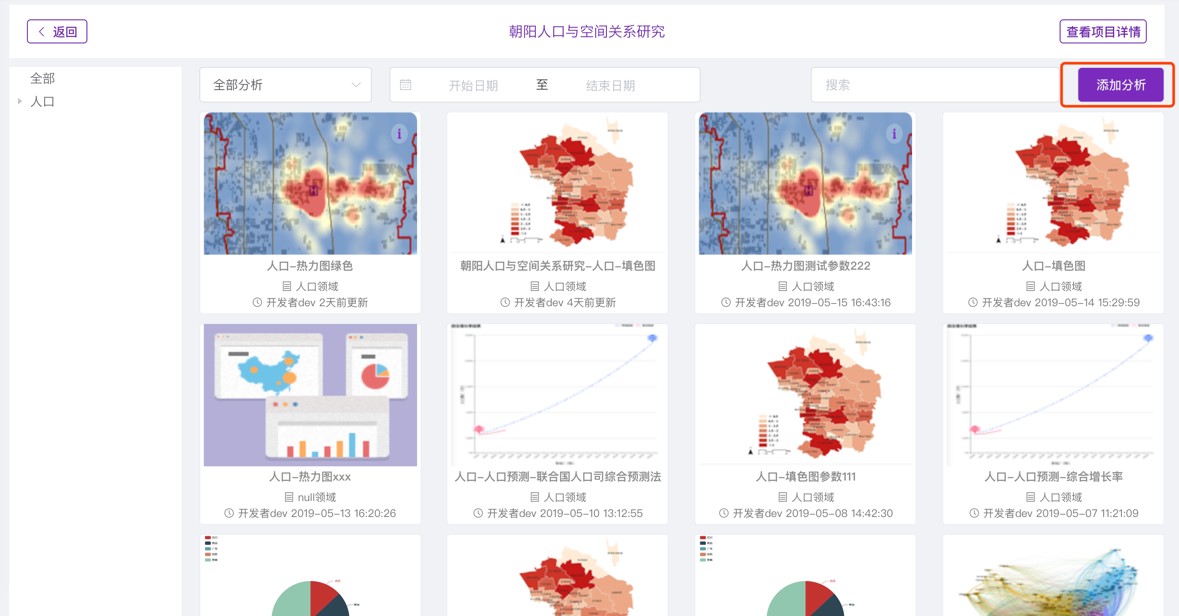 返回
朝阳人口与空间关系研究
查看项目详情
全部
人口
全部分析
开始日期 至 结束日期
搜索
添加分析
人口-热力图绿色
人口领域
开发者dev 2天前更新
朝阳人口与空间关系研究-人口-填色图
人口领域
开发者dev 4天前更新
人口-热力图测试参数222
人口领域
开发者dev 2019-05-15 16:43:16
人口-填色图
人口领域
开发者dev 2019-05-14 15:29:59
人口-热力图xxx
null领域
开发者dev 2019-05-13 16:20:26
人口-人口预测-联合国人口司综合预测法
人口领域
开发者dev 2019-05-10 13:12:55
人口-填色图参数111
人口领域
开发者dev 2019-05-08 14:42:30
人口-人口预测-综合增长率
人口领域
开发者dev 2019-05-07 11:21:09